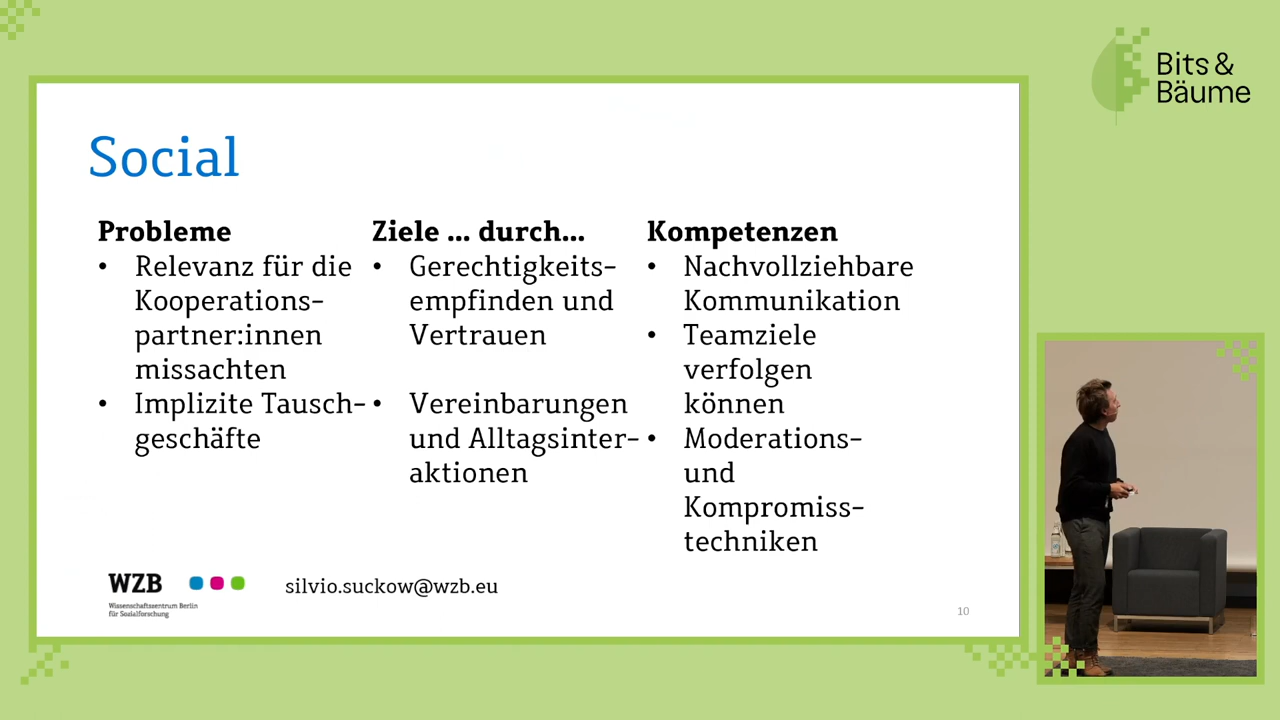 Bits &
Bäume
Social
Probleme
• Relevanz für die
Kooperations-
partner:innen
missachten
• Implizite Tausch-
geschäfte
Ziele ... durch...
• Gerechtigkeits-
empfinden und
Vertrauen
• Vereinbarungen
und Alltagsinter-
aktionen
Kompetenzen
• Nachvollziehbare
Kommunikation
• Teamziele
verfolgen
können
• Moderations-
und
Kompromiss-
techniken
WZB
Wissenschaftszentrum Berlin
für Sozialforschung
silvio.suckow@wzb.eu
10